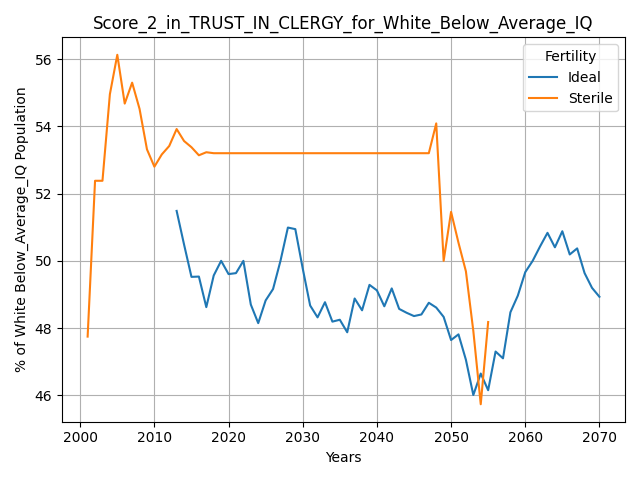 Score_2_in_TRUST_IN_CLERGY_for_White_Below_Average_IQ
Fertility
Ideal
Sterile
% of White Below_Average_IQ Population
56
54
52
50
48
46
2000
2010
2020
2030
2040
2050
2060
2070
Years